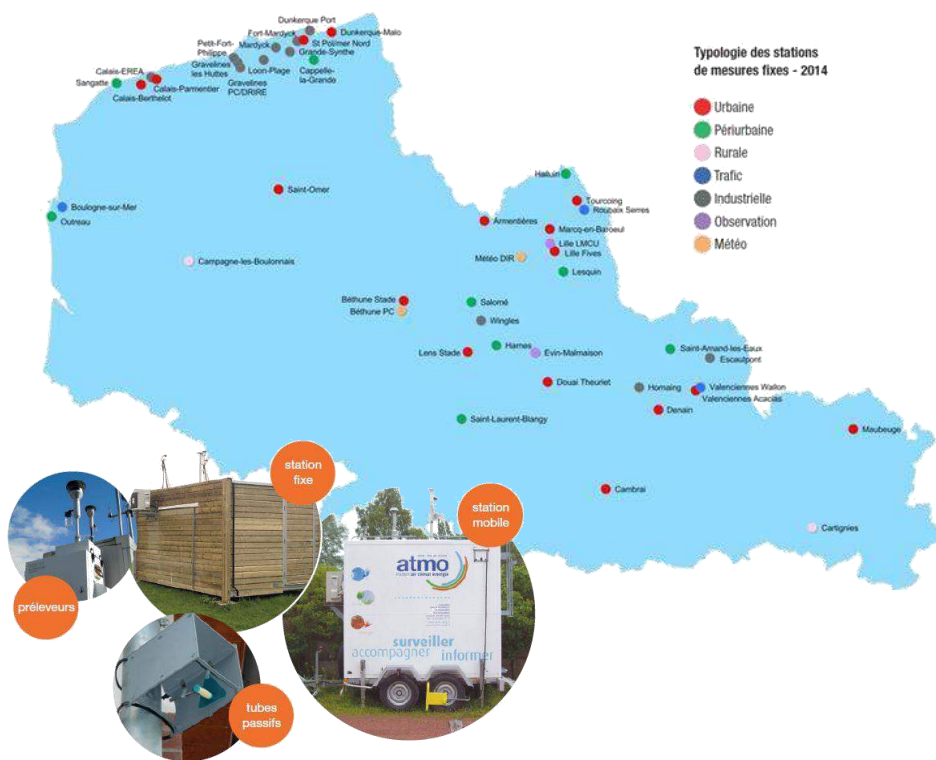 Dunkerque Port
Fort-Mardyck
Dunkerque-Malo
Petit-Fort-
Philippe
Mardyck
St Pol/mer Nord
Grande-Synthe
Gravelines
les Huttes
Loon-Plage
Cappelle-
la-Grande
Gravelines
PC/DRIRE
Calais-EREA
Sangatte
Calais-Parmentier
Calais-Berthelot
Typologie des stations
de mesures fixes - 2014
Urbaine
Périurbaine
Rurale
Trafic
Industrielle
Observation
Météo
Halluin
Saint-Omer
Tourcoing
Roubaix Serres
Boulogne-sur-Mer
Outreau
Armentières
Marcq-en-Baroeul
Lille LMCU
Lille Fives
Météo DIR
Campagne-les-Boulonnais
Lesquin
Béthune Stade
Béthune PC
Salomé
Wingles
Harnes
Lens Stade
Evin-Malmaison
Saint-Amand-les-Eaux
Escautpont
Douai Theuriet
Hornaing
Valenciennes Wallon
Valenciennes Acacias
Denain
Saint-Laurent-Blangy
Maubeuge
Cambrai
Cartignies
station
fixe
station
mobile
préleveurs
tubes
passifs
atmo
surveiller
accompagner informer